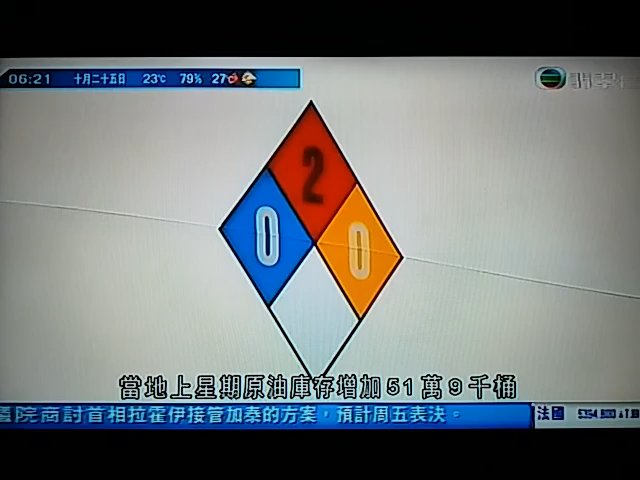 06:21 十月二十五日 23℃ 79% 27℃
翡翠
2
0
0
當地上星期原油庫存增加51萬9千桶
院商討首相拉霍伊接管加泰的方案，預計周五表決。 法國